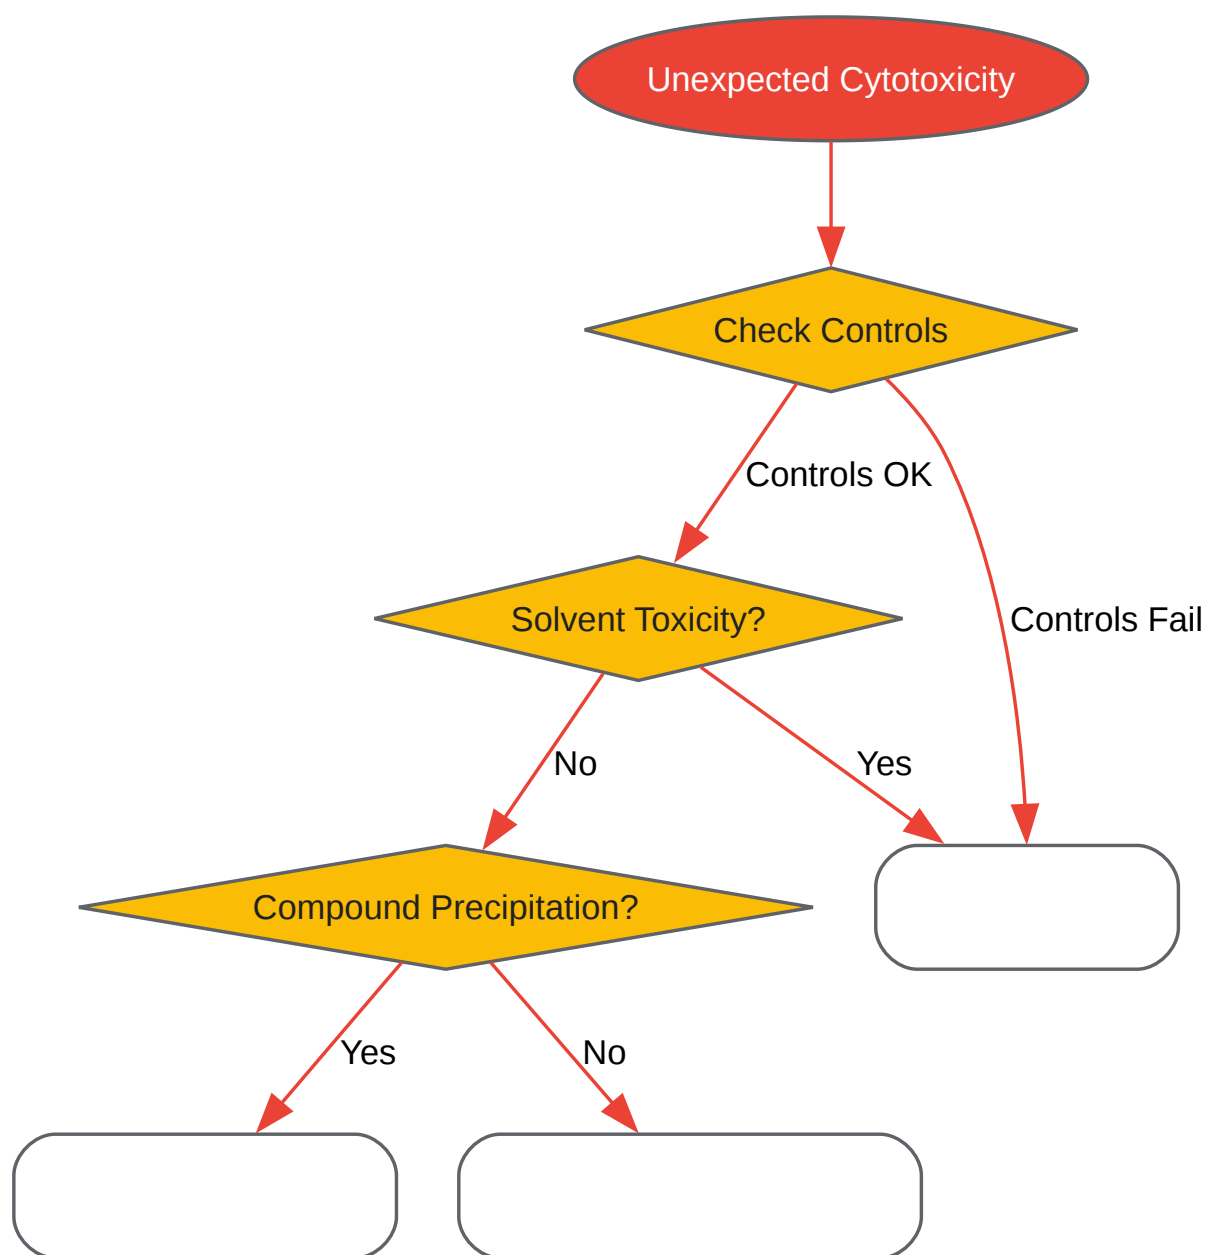 Unexpected Cytotoxicity
Check Controls
Controls OK
Solvent Toxicity?
Controls Fail
No
Yes
Compound Precipitation?
Yes
No